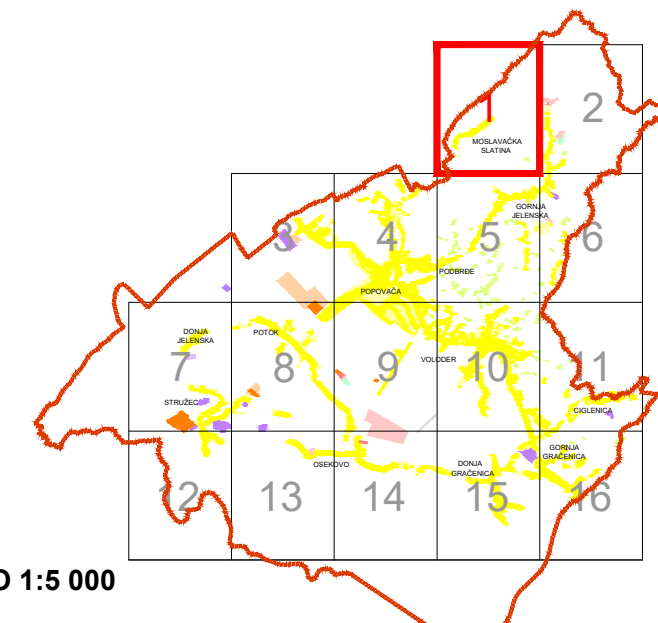 1
2
MOSLAVAČKA
SLATINA
GORNJA
JELENSKA
3
4
5
6
PODBRĐE
POPOVAČA
DONJA
JELENSKA
POTOK
VOLODER
7
8
9
10
11
STRUŽEC
CIGLENICA
GORNJA
GRAČENICA
OSEKOVO
DONJA
GRAČENICA
12
13
14
15
16
1:5 000